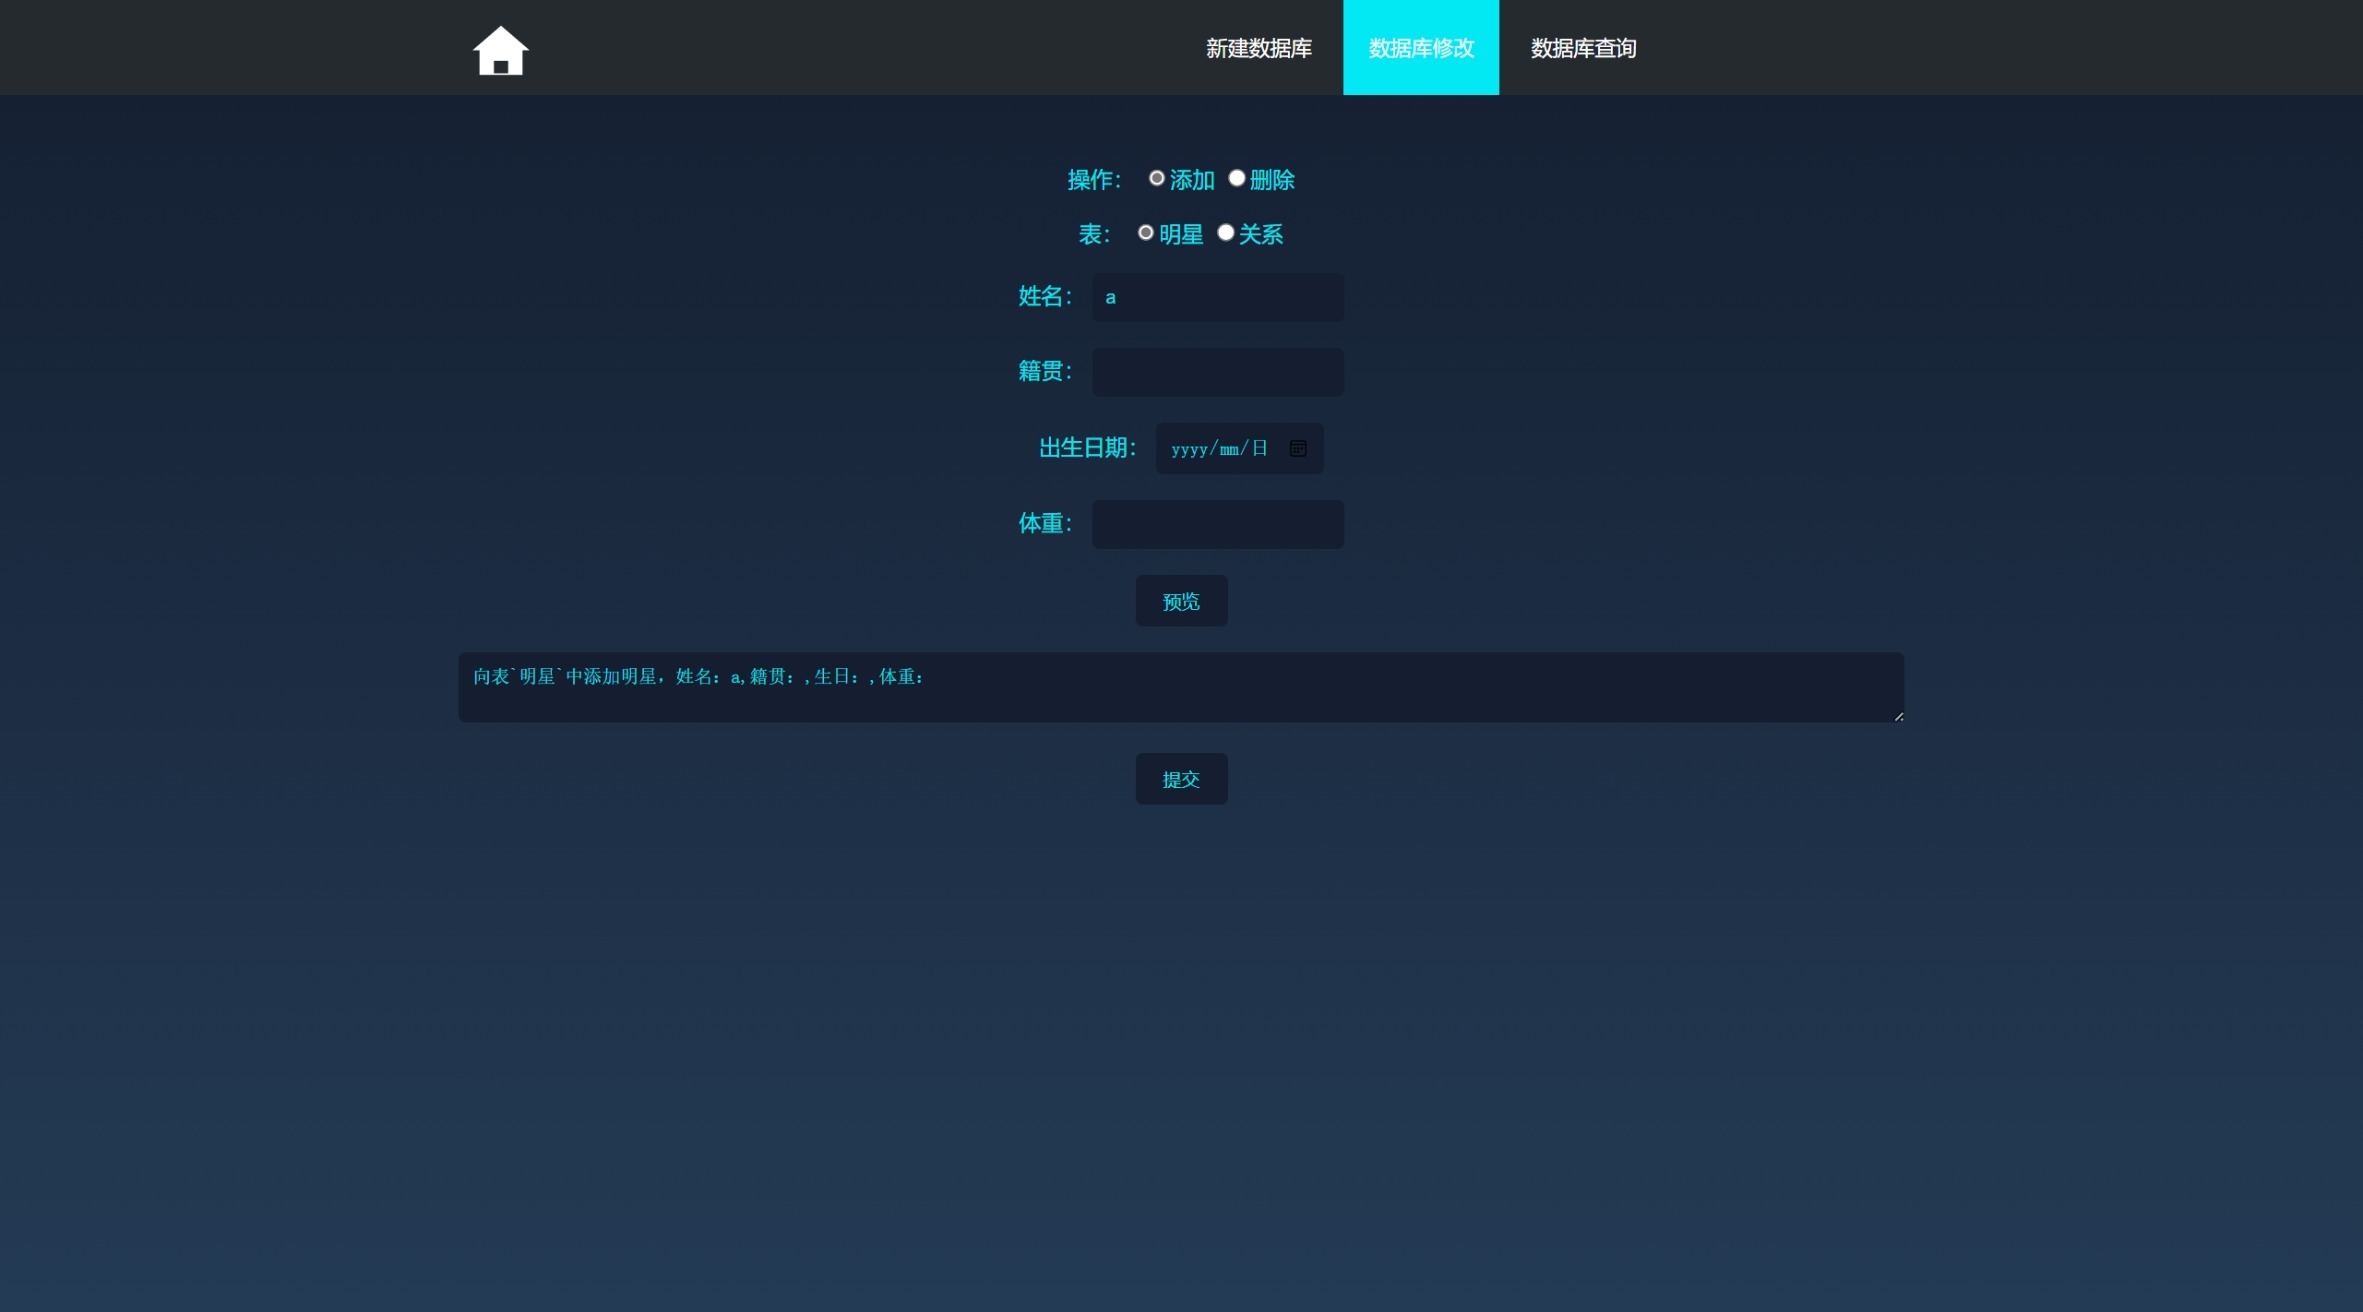 新建数据库 数据库修改 数据库查询
操作： 添加 删除
表： 明星 关系
姓名： a
籍贯：
出生日期： yyyy/mm/日
体重：
预览
向表`明星`中添加明星，姓名：a,籍贯：,生日：,体重：
提交